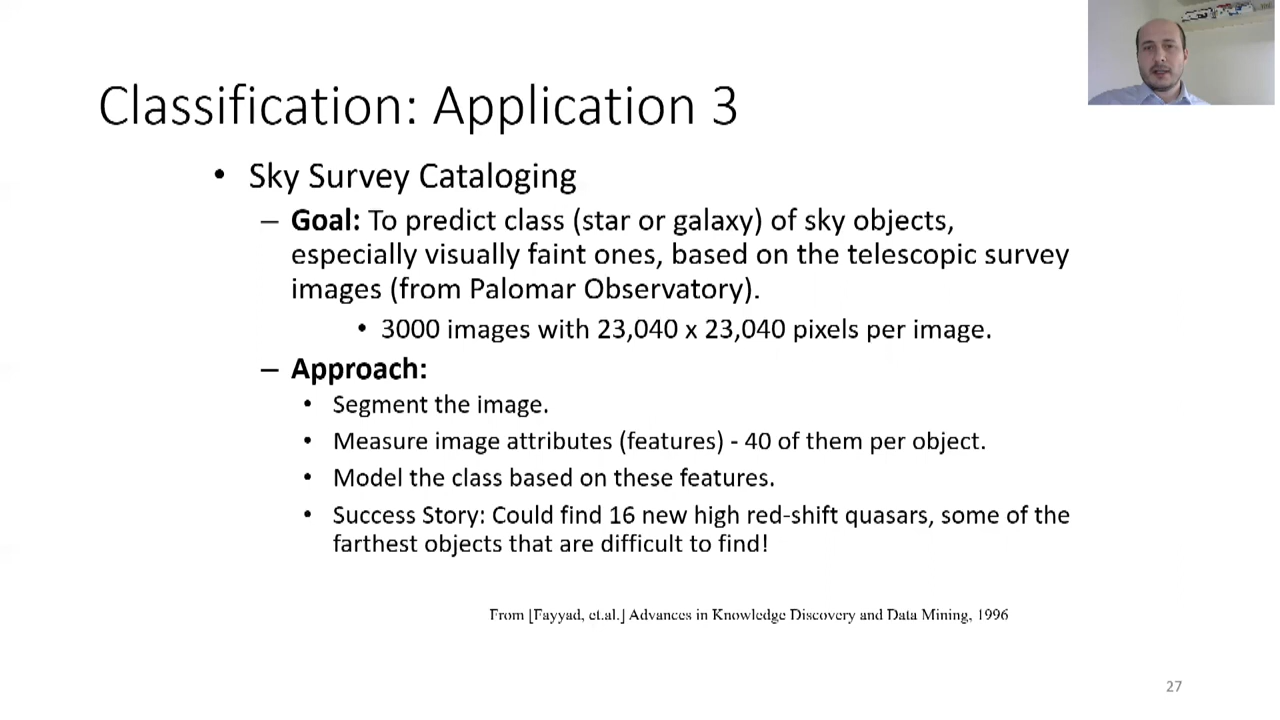 Classification: Application 3
• Sky Survey Cataloging
– Goal: To predict class (star or galaxy) of sky objects,
especially visually faint ones, based on the telescopic survey
images (from Palomar Observatory).
• 3000 images with 23,040 x 23,040 pixels per image.
– Approach:
• Segment the image.
• Measure image attributes (features) - 40 of them per object.
• Model the class based on these features.
• Success Story: Could find 16 new high red-shift quasars, some of the
farthest objects that are difficult to find!
From [Fayyad, et.al.] Advances in Knowledge Discovery and Data Mining, 1996
27